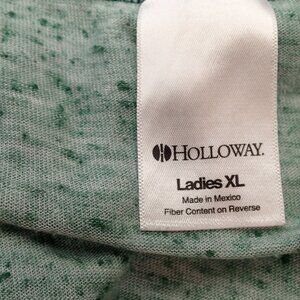 HOLLOWAY.
Ladies XL
Made in Mexico
Fiber Content on Reverse